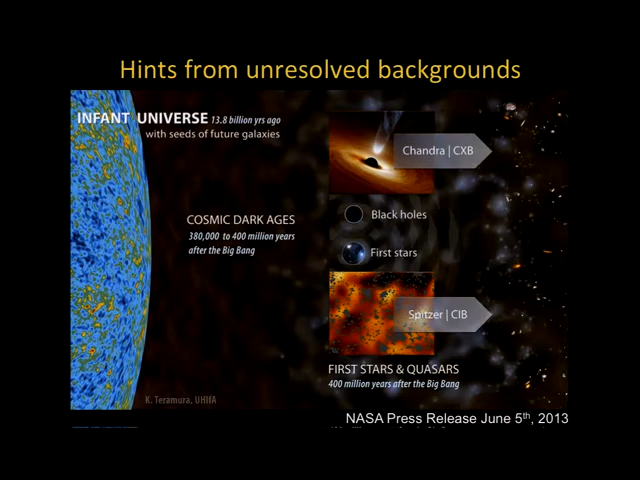 Hints from unresolved backgrounds
INFANT UNIVERSE 13.8 billion yrs ago
with seeds of future galaxies
Chandra | CXB
Black holes
COSMIC DARK AGES
380,000 to 400 million years
after the Big Bang
First stars
Spitzer | CIB
FIRST STARS & QUASARS
400 million years after the Big Bang
K. Teramura, UHIfA
NASA Press Release June 5th, 2013